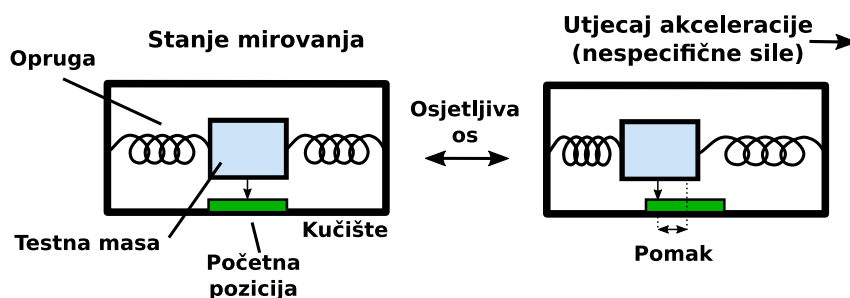 Stanje mirovanja
Opruga
Testna masa
Početna
pozicija
Kučište
Osjetljiva
os
Utjecaj akceleracije
(nespecifične sile)
Pomak